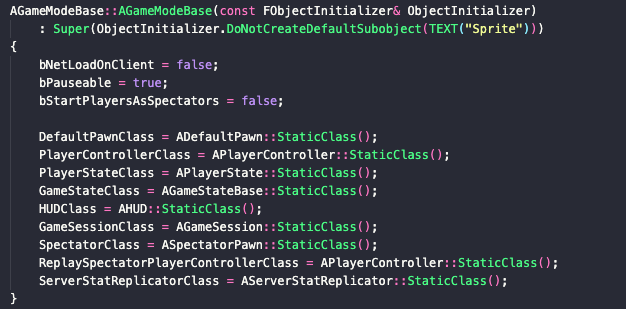 AGameModeBase::AGameModeBase(const FObjectInitializer& ObjectInitializer)
    : Super(ObjectInitializer.DoNotCreateDefaultSubobject(TEXT("Sprite")))
{
    bNetLoadOnClient = false;
    bPauseable = true;
    bStartPlayersAsSpectators = false;

    DefaultPawnClass = ADefaultPawn::StaticClass();
    PlayerControllerClass = APlayerController::StaticClass();
    PlayerStateClass = APlayerState::StaticClass();
    GameStateClass = AGameStateBase::StaticClass();
    HUDClass = AHUD::StaticClass();
    GameSessionClass = AGameSession::StaticClass();
    SpectatorClass = ASpectatorPawn::StaticClass();
    ReplaySpectatorPlayerControllerClass = APlayerController::StaticClass();
    ServerStatReplicatorClass = AServerStatReplicator::StaticClass();
}